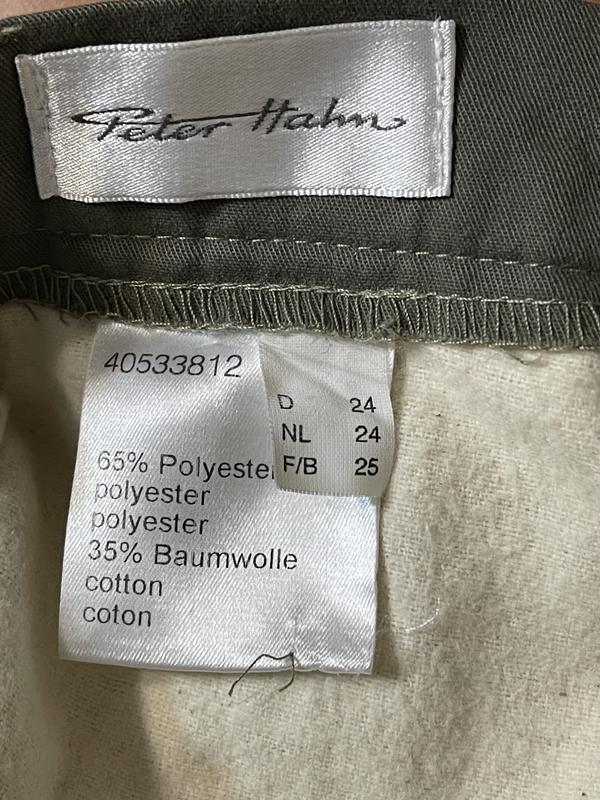 Peter Hahn
40533812
D 24
NL 24
F/B 25
65% Polyester
polyester
polyester
35% Baumwolle
cotton
coton